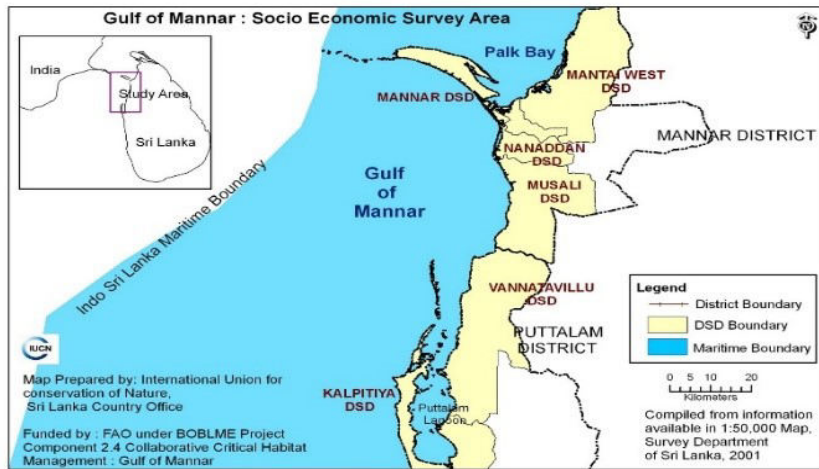 Gulf of Mannar : Socio Economic Survey Area
India
Study Area
Sri Lanka
Palk Bay
MANTAI WEST
DSD
MANNAR DSD
MANNAR DISTRICT
NANADDAN
DSD
MUSALI
DSD
Gulf
of
Mannar
Indo Sri Lanka Maritime Boundary
VANNATAVILLU
DSD
PUTTALAM
DISTRICT
KALPITIYA
DSD
Puttalam
Lagoon
Legend
District Boundary
DSD Boundary
Maritime Boundary
0 5 10 20
Kilometers
IUCN
Map Prepared by: International Union for
conservation of Nature,
Sri Lanka Country Office
Funded by : FAO under BOBLME Project
Component 2.4 Collaborative Critical Habitat
Management : Gulf of Mannar
Compiled from information
available in 1:50,000 Map,
Survey Department
of Sri Lanka, 2001